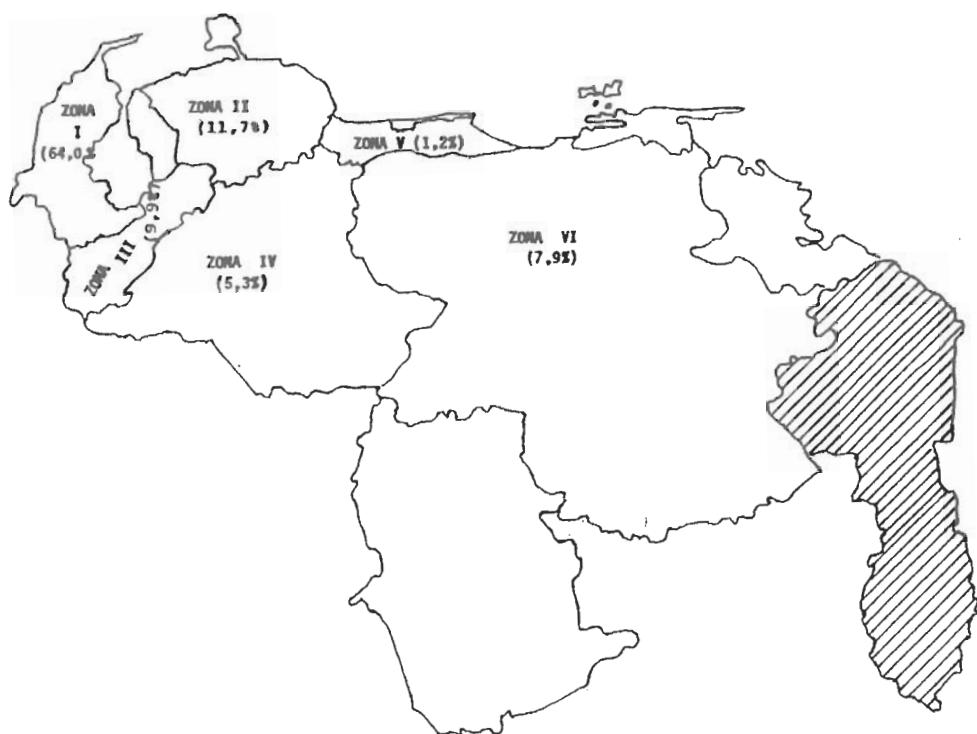 ZONA
I
(64,0%
ZONA II
(11,7%)
ZONA V (1,2%)
ZONA III
(9,9%)
ZONA IV
(5,3%)
ZONA VI
(7,9%)